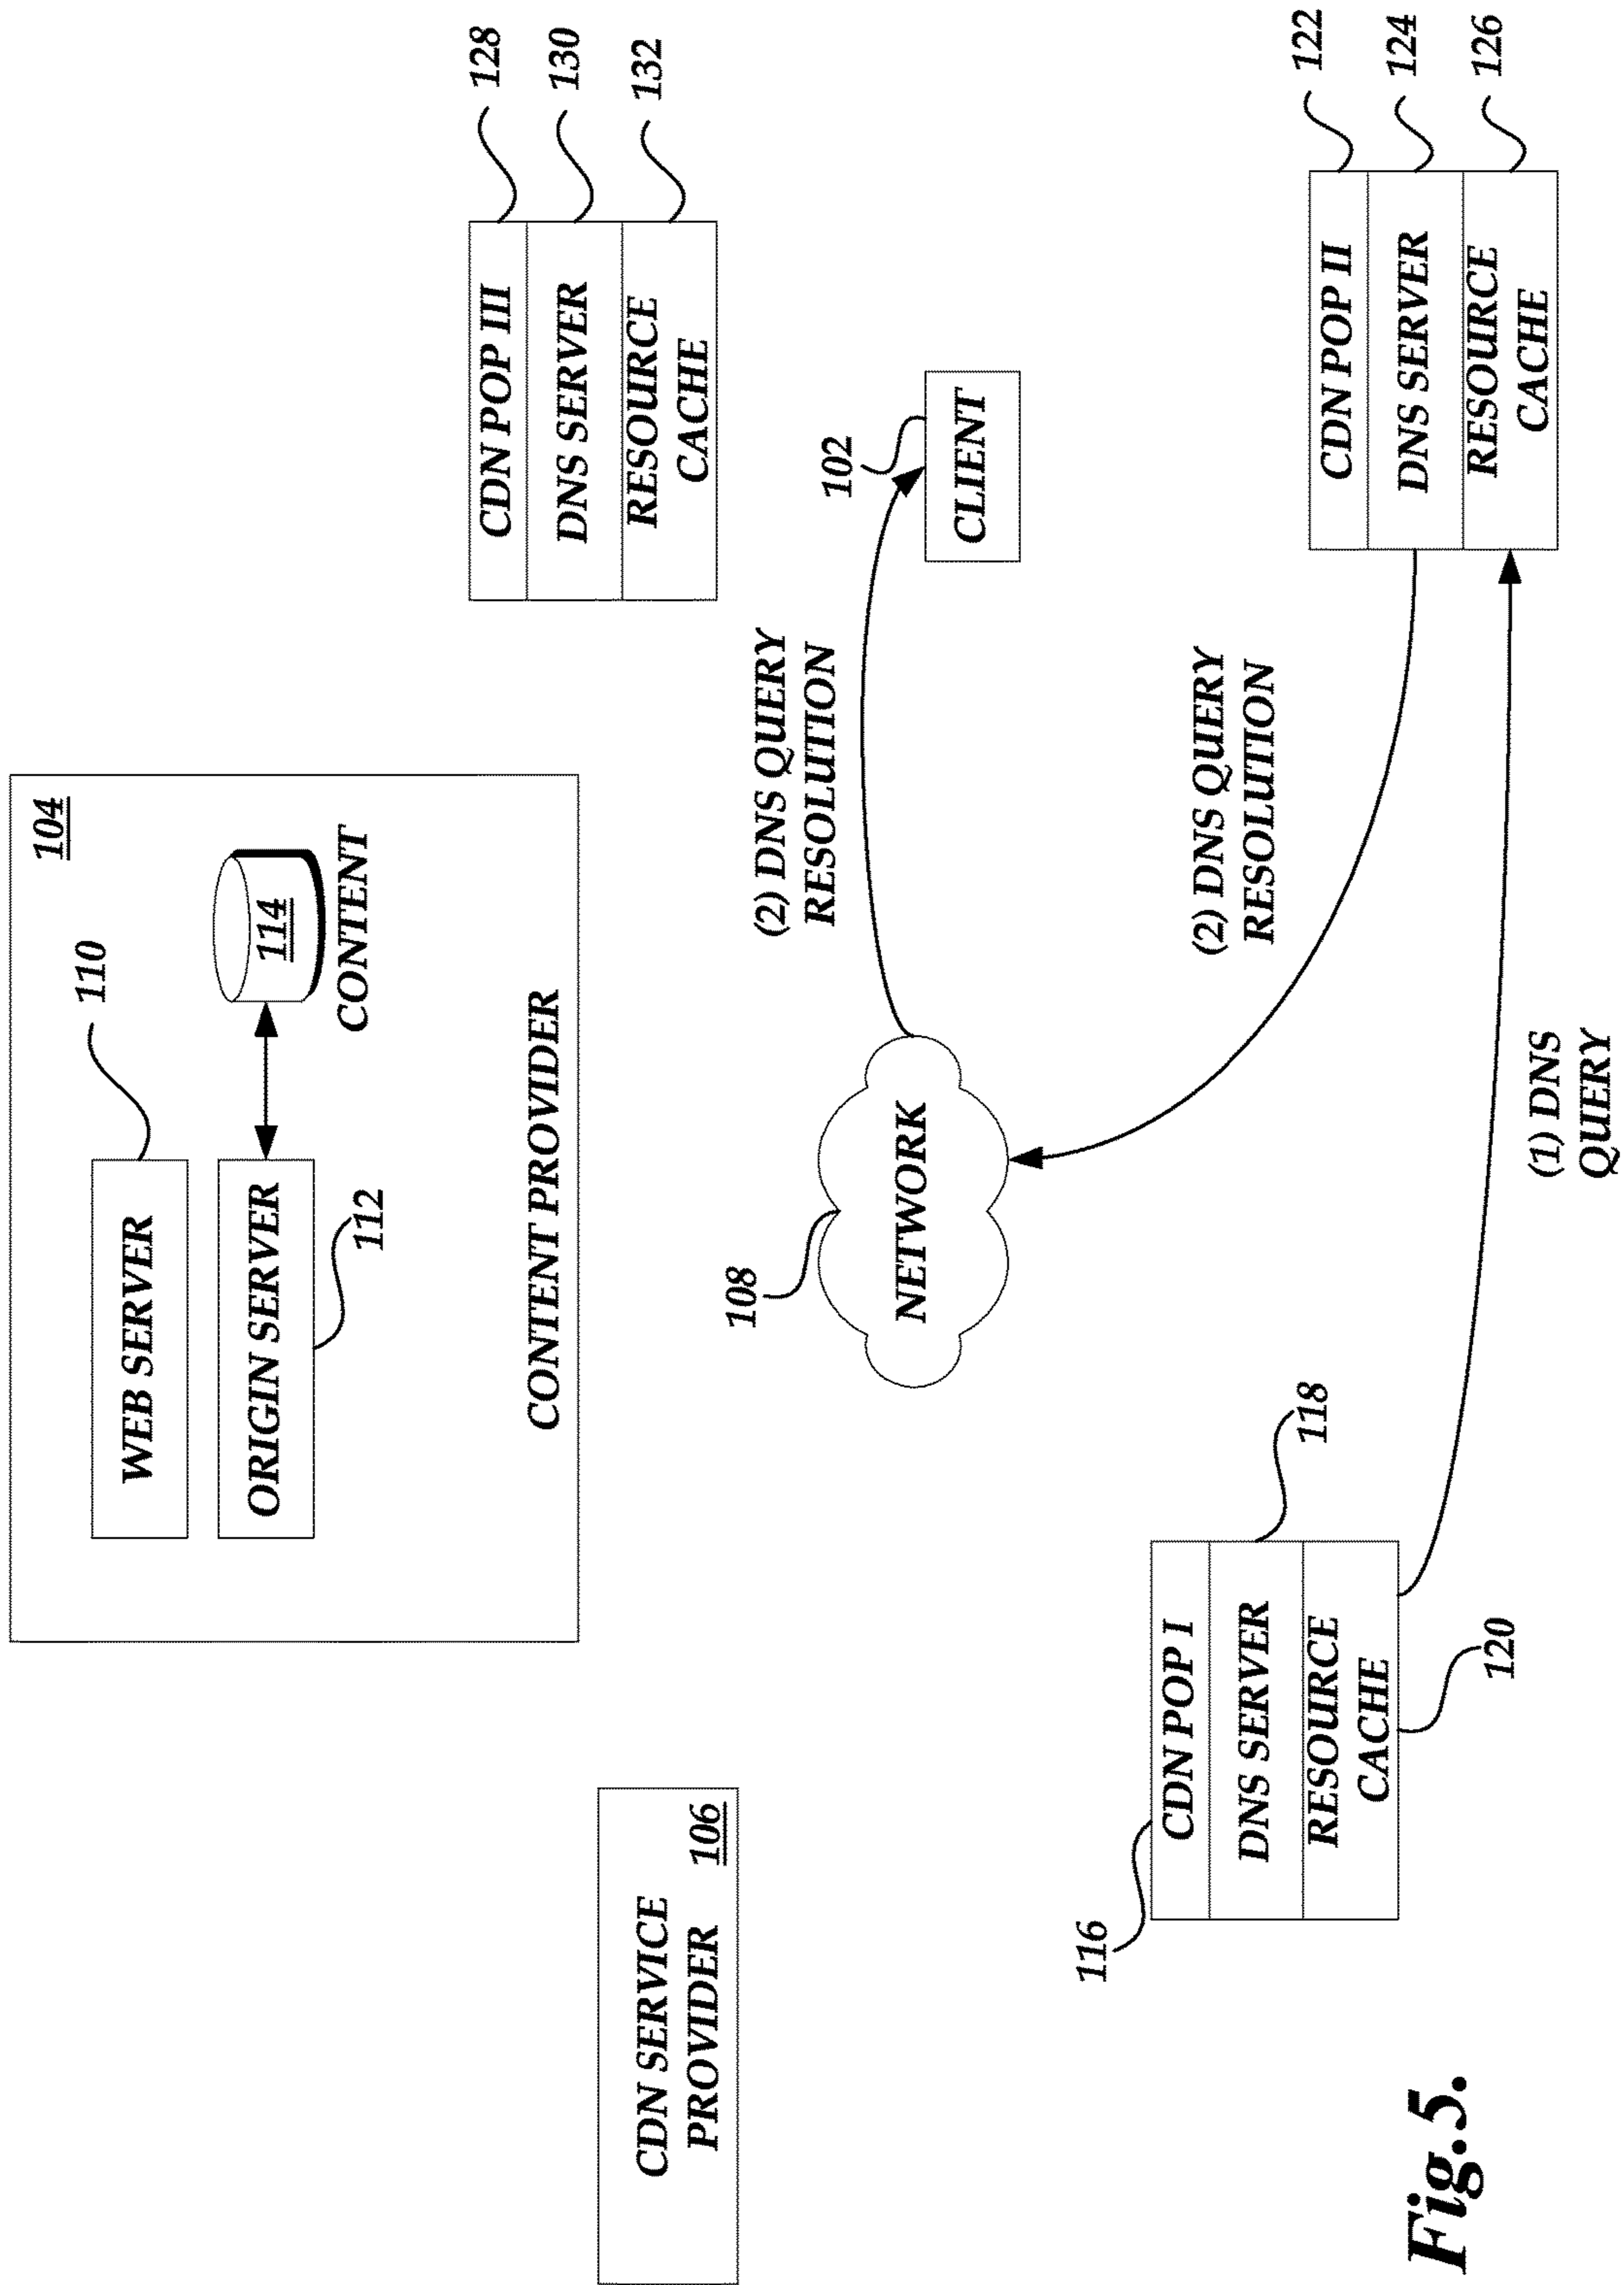 104
110
WEB SERVER
ORIGIN SERVER
112
114
CONTENT
CONTENT PROVIDER
CDN SERVICE
PROVIDER
106
CDN POP III
DNS SERVER
RESOURCE
CACHE
128
130
132
(2) DNS QUERY
RESOLUTION
108
NETWORK
102
CLIENT
116
CDN POP I
DNS SERVER
RESOURCE
CACHE
118
120
(2) DNS QUERY
RESOLUTION
CDN POP II
DNS SERVER
RESOURCE
CACHE
122
124
126
(1) DNS
QUERY
Fig.5.